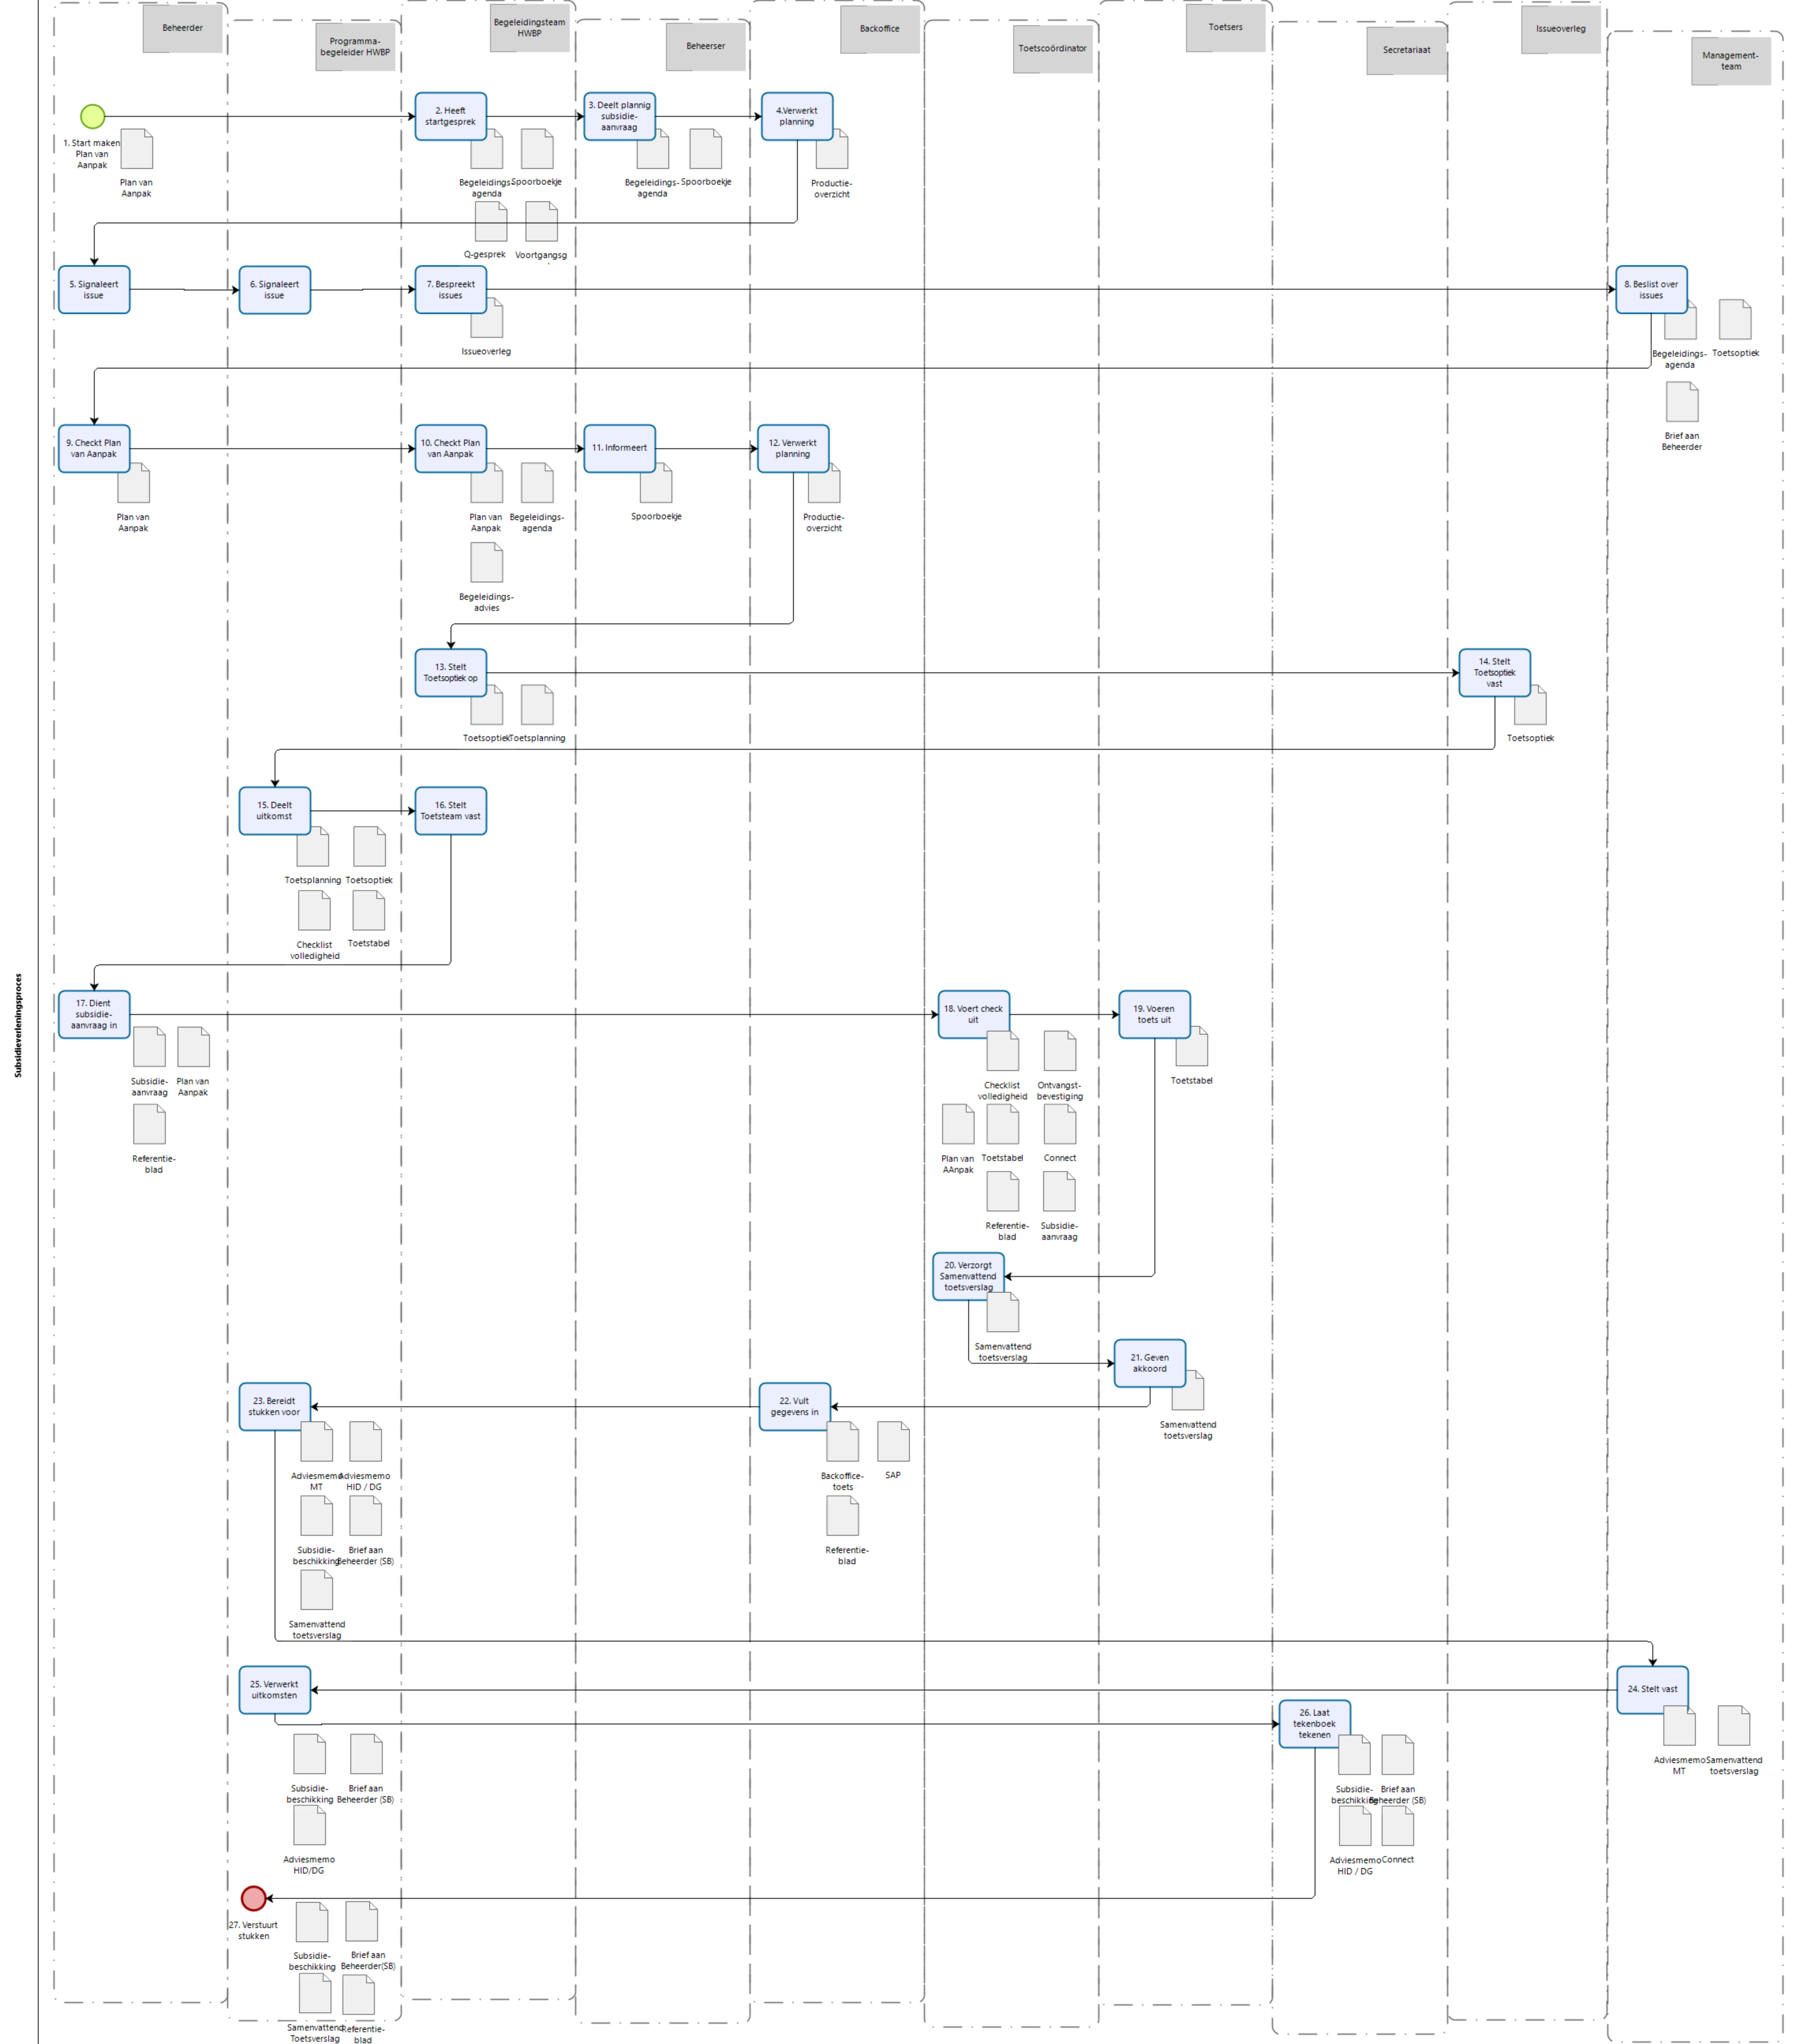 Beheerder
Programma-
begeleider HWBP
Begeleidingsteam
HWBP
Beheerser
Backoffice
Toetscoördinator
Toetsers
Secretariaat
Issueoverleg
Management-
team
Subsidieverleningsproces
1. Start maken
Plan van
Aanpak
Plan van
Aanpak
2. Heeft
startgesprek
Begeleidings-
agenda
Spoorboekje
Q-gesprek
Voortgangsg
3. Deelt plannig
subsidie-
aanvraag
Begeleidings-
agenda
Spoorboekje
4.Verwerkt
planning
Productie-
overzicht
5. Signaleert
issue
6. Signaleert
issue
7. Bespreekt
issues
Issueoverleg
8. Beslist over
issues
Begeleidings-
agenda
Toetsoptiek
Brief aan
Beheerder
9. Checkt Plan
van Aanpak
Plan van
Aanpak
10. Checkt Plan
van Aanpak
Plan van
Aanpak
Begeleidings-
agenda
Begeleidings-
advies
11. Informeert
Spoorboekje
12. Verwerkt
planning
Productie-
overzicht
13. Stelt
Toetsoptiek op
Toetsoptiek
Toetsplanning
14. Stelt
Toetsoptiek
vast
Toetsoptiek
15. Deelt
uitkomst
Toetsplanning
Toetsoptiek
Checklist
volledigheid
Toetstabel
16. Stelt
Toetsteam vast
17. Dient
subsidie-
aanvraag in
Subsidie-
aanvraag
Plan van
Aanpak
Referentie-
blad
18. Voert check
uit
Checklist
volledigheid
Ontvangst-
bevestiging
Plan van
AAnpak
Toetstabel
Connect
Referentie-
blad
Subsidie-
aanvraag
19. Voeren
toets uit
Toetstabel
20. Verzorgt
Samenvattend
toetsverslag
Samenvattend
toetsverslag
21. Geven
akkoord
Samenvattend
toetsverslag
22. Vult
gegevens in
Backoffice-
toets
SAP
Referentie-
blad
23. Bereidt
stukken voor
Adviesmemo
MT
Adviesmemo
HID / DG
Subsidie-
beschikking
Brief aan
Beheerder (SB)
Samenvattend
toetsverslag
24. Stelt vast
Adviesmemo
MT
Samenvattend
toetsverslag
25. Verwerkt
uitkomsten
Subsidie-
beschikking
Brief aan
Beheerder (SB)
Adviesmemo
HID/DG
26. Laat
tekenboek
tekenen
Subsidie-
beschikking
Brief aan
Beheerder (SB)
Adviesmemo
HID / DG
Connect
27. Verstuurt
stukken
Subsidie-
beschikking
Brief aan
Beheerder(SB)
Samenvattend
Toetsverslag
Referentie-
blad